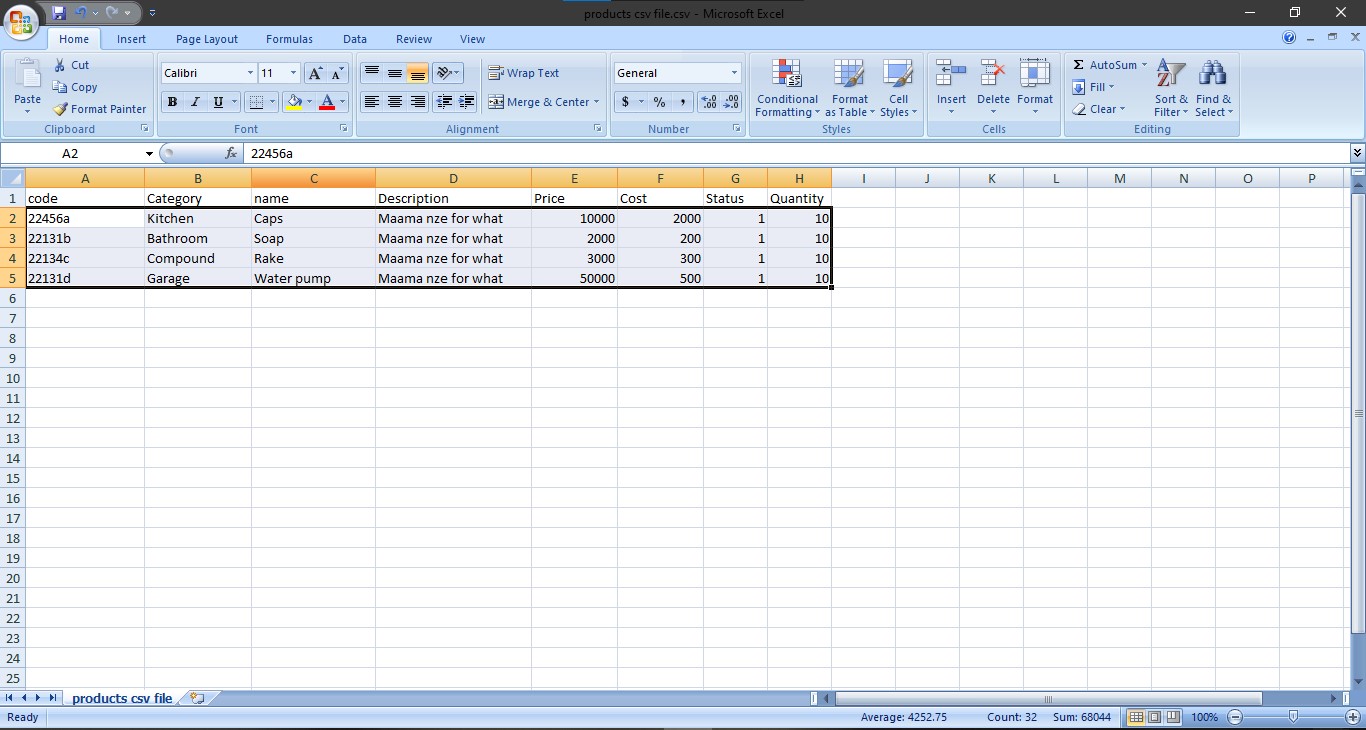 products csv file.csv - Microsoft Excel
Home Insert Page Layout Formulas Data Review View
Paste
Cut
Copy
Format Painter
Clipboard
Calibri 11 A A
B I U A
Font
Wrap Text
Merge & Center
Alignment
General
$ % , .00 .00
Number
Conditional Formatting
Format as Table
Cell Styles
Styles
Insert Delete Format
Cells
Σ AutoSum
Fill
Clear
Sort & Filter
Find & Select
Editing
A2 fx 22456a
A B C D E F G H I J K L M N O P
1 code Category name Description Price Cost Status Quantity
2 22456a Kitchen Caps Maama nze for what 10000 2000 1 10
3 22131b Bathroom Soap Maama nze for what 2000 200 1 10
4 22134c Compound Rake Maama nze for what 3000 300 1 10
5 22131d Garage Water pump Maama nze for what 50000 500 1 10
6
7
8
9
10
11
12
13
14
15
16
17
18
19
20
21
22
23
24
25
products csv file
Ready Average: 4252.75 Count: 32 Sum: 68044 100%